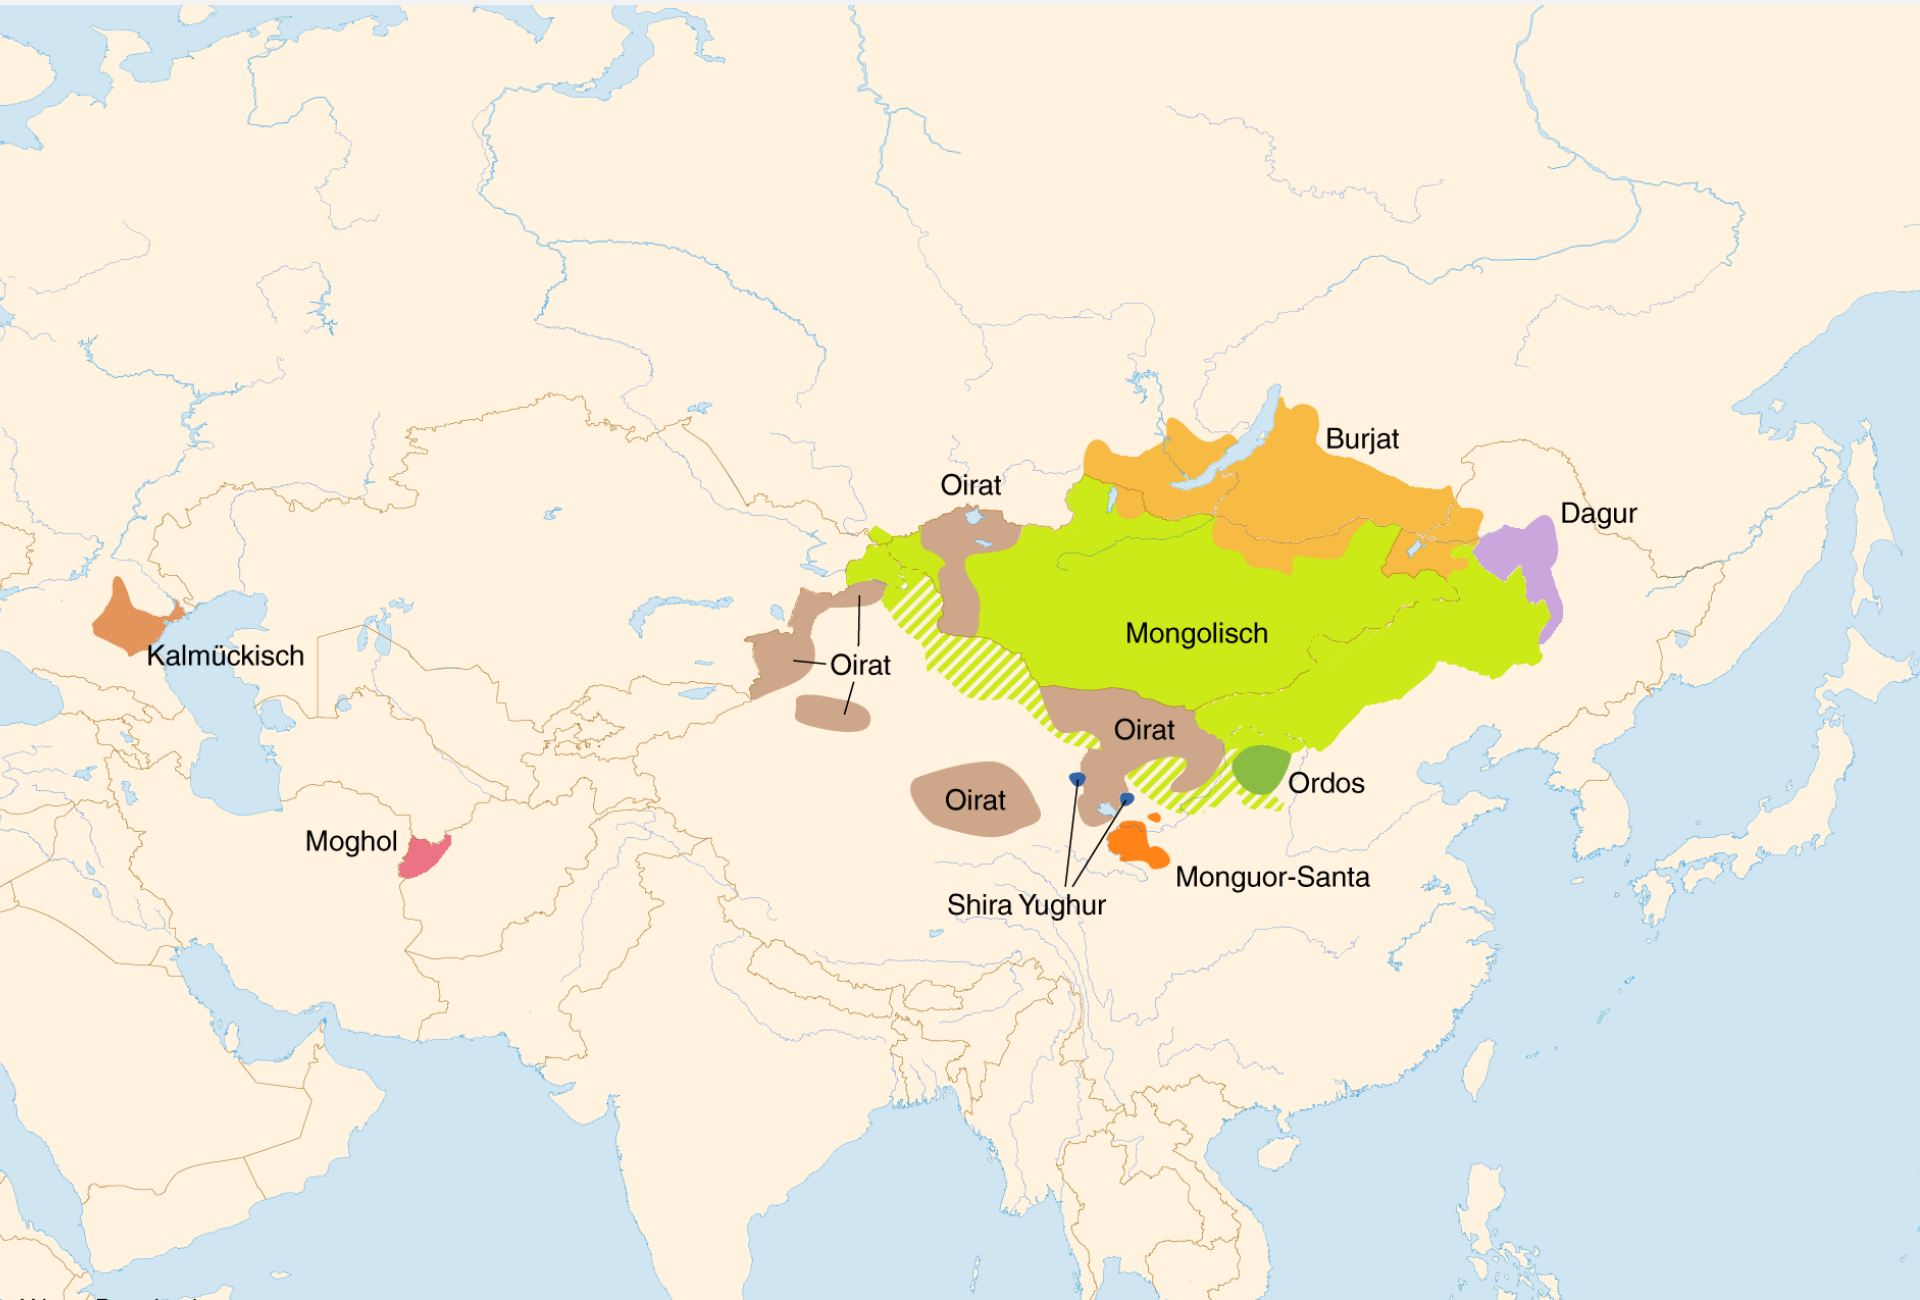 Burjat
Oirat
Dagur
Mongolisch
Kalmückisch
Oirat
Oirat
Ordos
Oirat
Moghol
Monguor-Santa
Shira Yughur